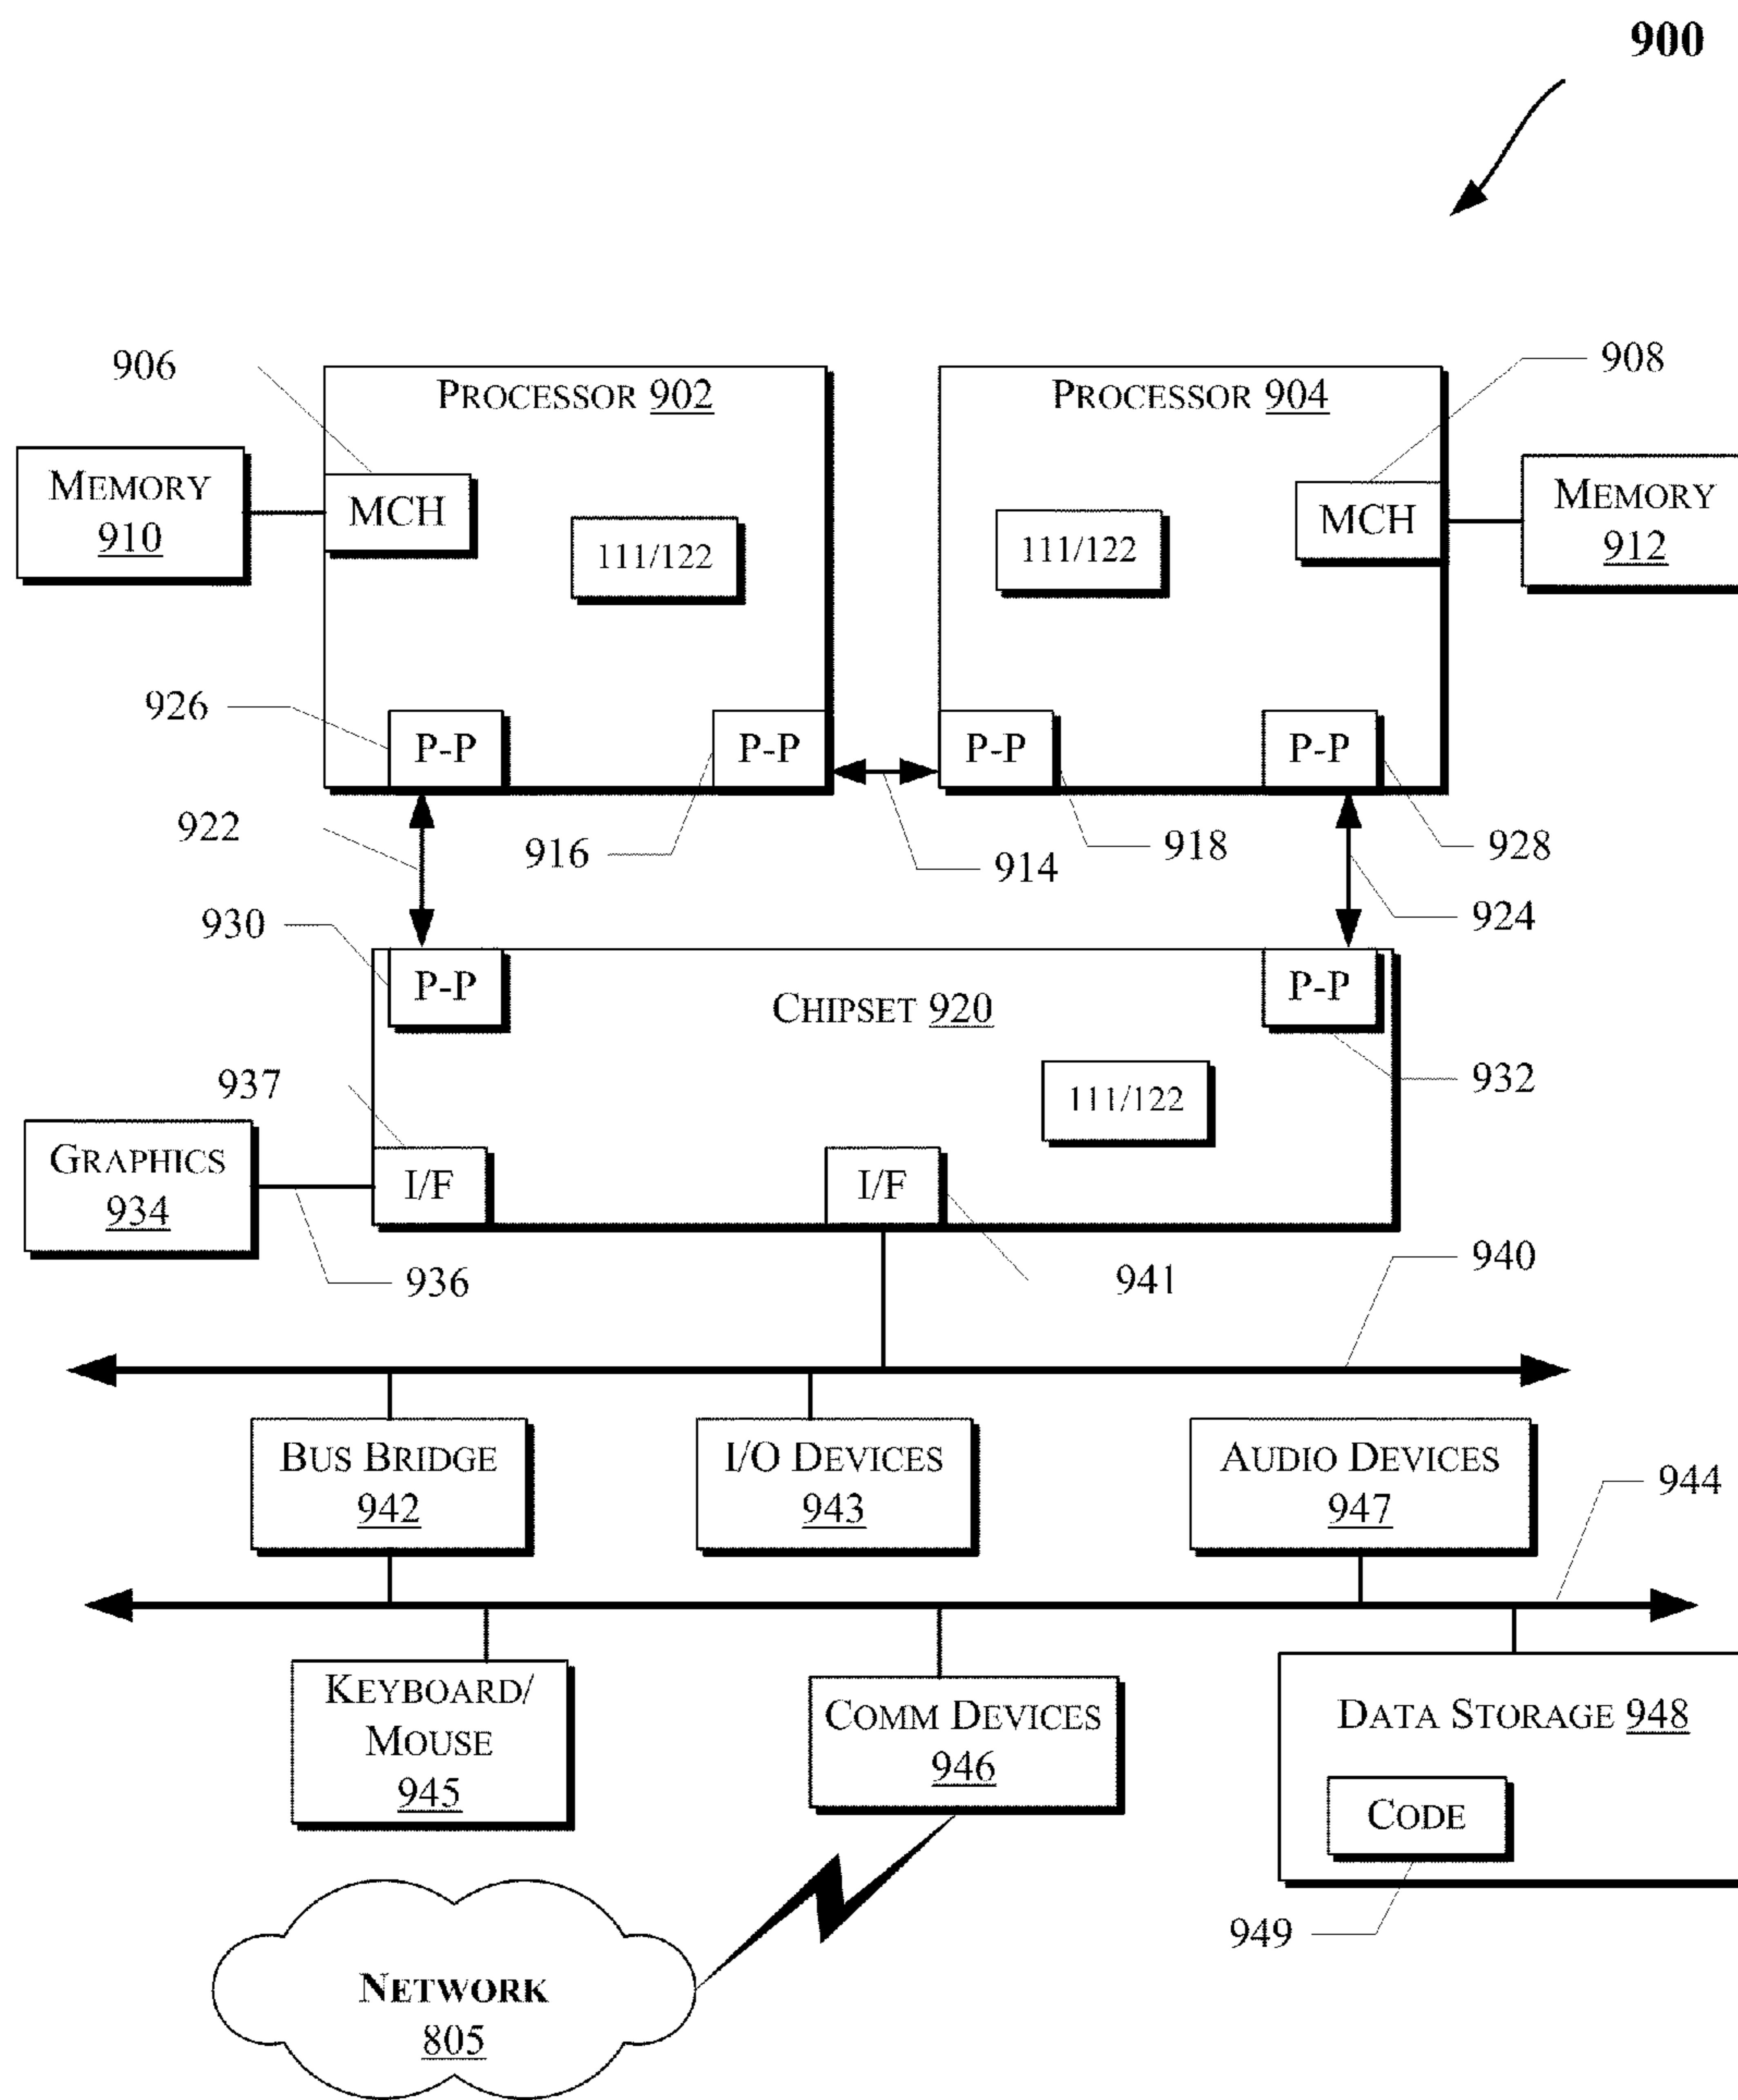 900
906
PROCESSOR 902
PROCESSOR 904
908
MEMORY
910
MCH
111/122
111/122
MCH
MEMORY
912
926
P-P
P-P
P-P
P-P
922
916
914
918
928
930
924
P-P
CHIPSET 920
P-P
937
111/122
932
GRAPHICS
934
I/F
I/F
936
941
940
BUS BRIDGE
942
I/O DEVICES
943
AUDIO DEVICES
947
944
KEYBOARD/
MOUSE
945
COMM DEVICES
946
DATA STORAGE 948
CODE
949
NETWORK
805